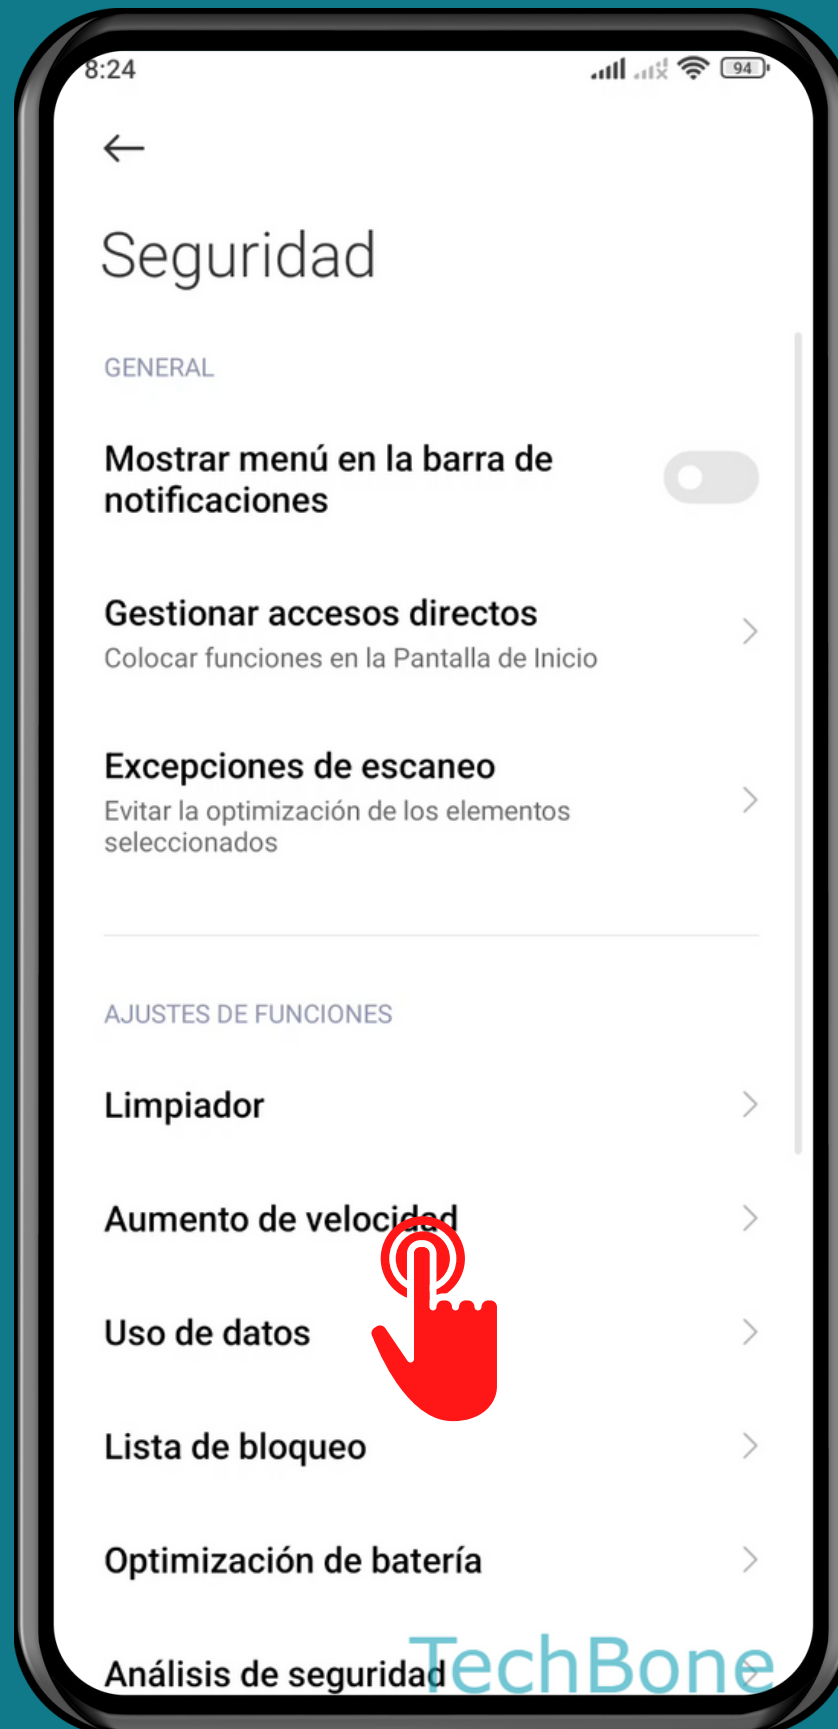 8:24
94
Seguridad
GENERAL
Mostrar menú en la barra de
notificaciones
Gestionar accesos directos
Colocar funciones en la Pantalla de Inicio
Excepciones de escaneo
Evitar la optimización de los elementos
seleccionados
AJUSTES DE FUNCIONES
Limpiador
Aumento de velocidad
Uso de datos
Lista de bloqueo
Optimización de batería
Análisis de seguridad
TechBone